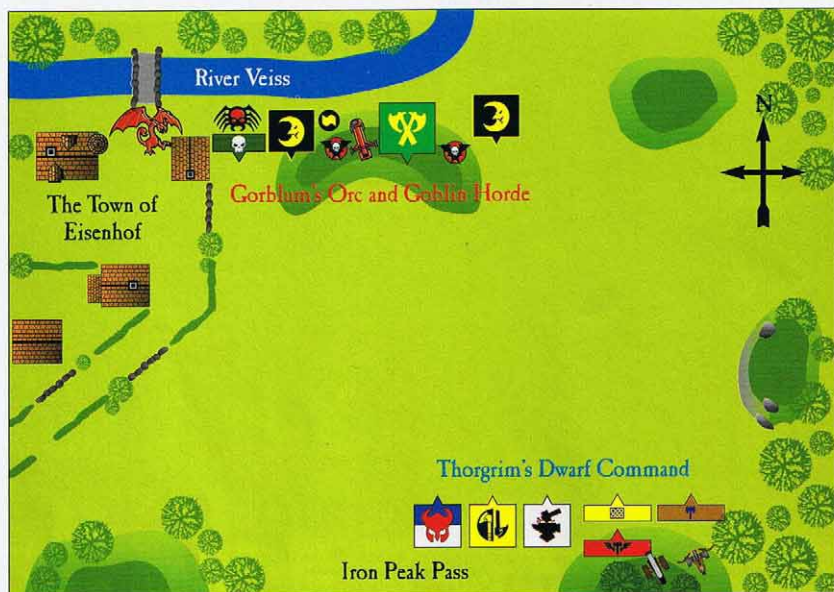 River Veiss
N
The Town of
Eisenhof
Gorblum's Orc and Goblin Horde
Thorgrim's Dwarf Command
Iron Peak Pass